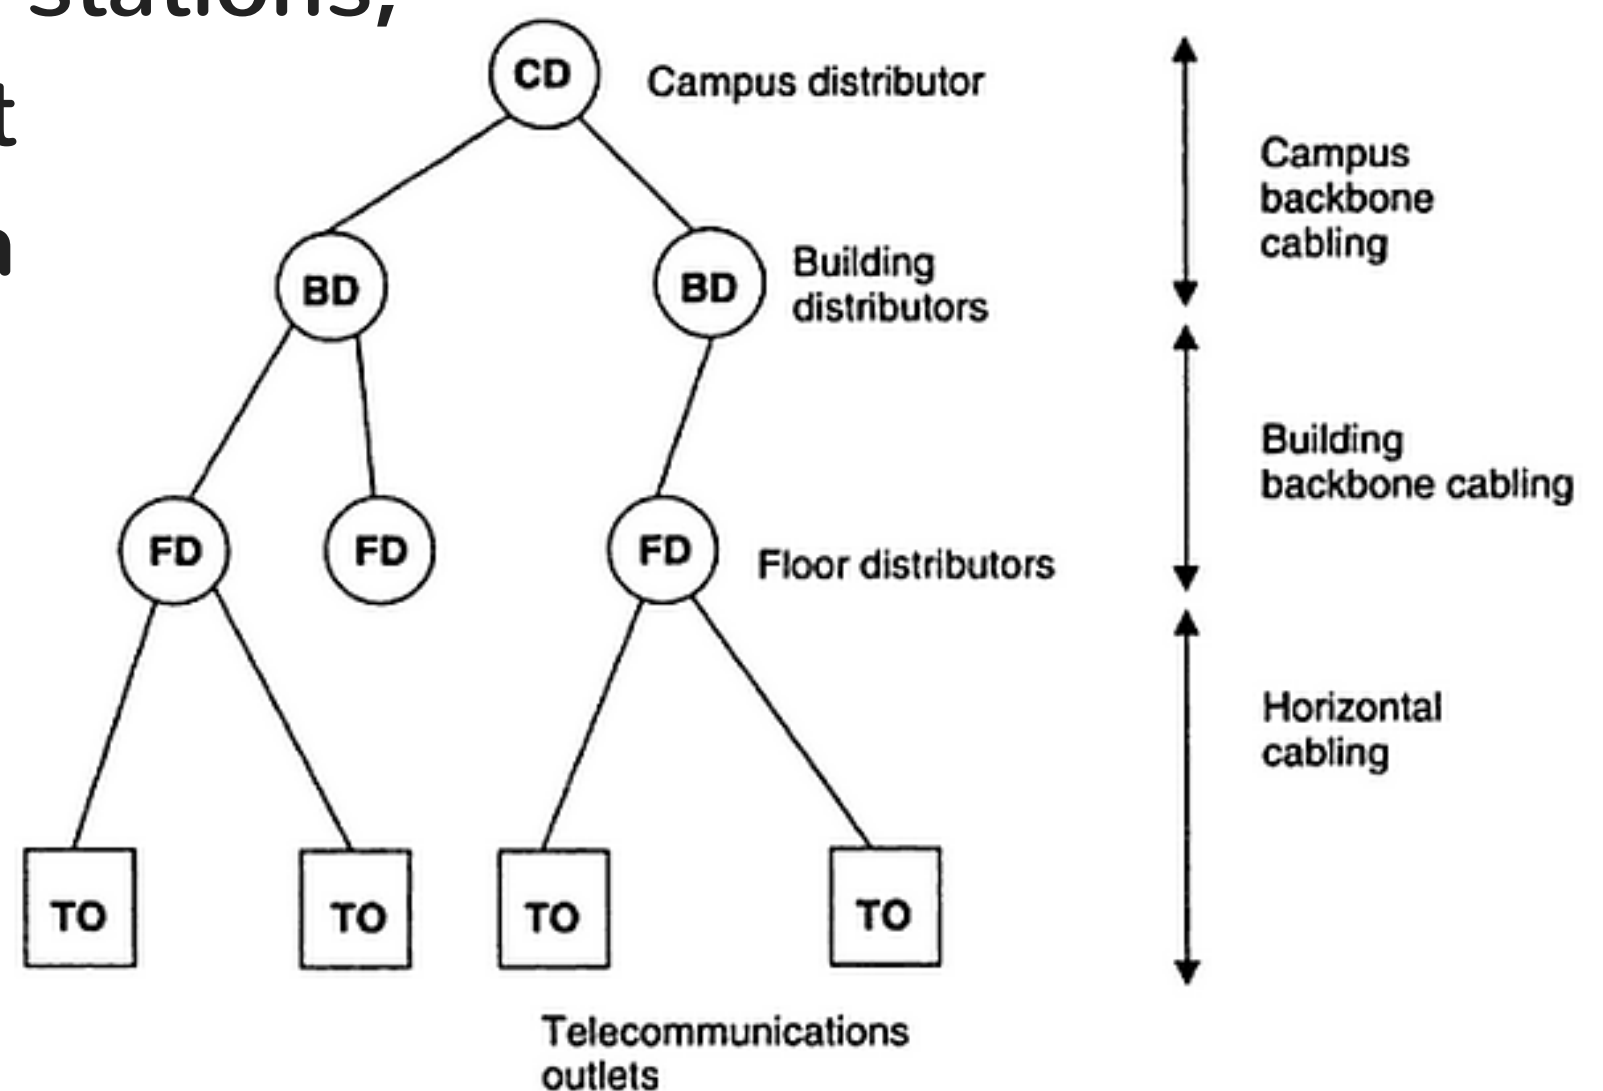 stations,
t
CD
Campus distributor
Campus
backbone
cabling
BD
BD
Building
distributors
Building
backbone cabling
FD
FD
FD
Floor distributors
Horizontal
cabling
TO
TO
TO
TO
Telecommunications
outlets